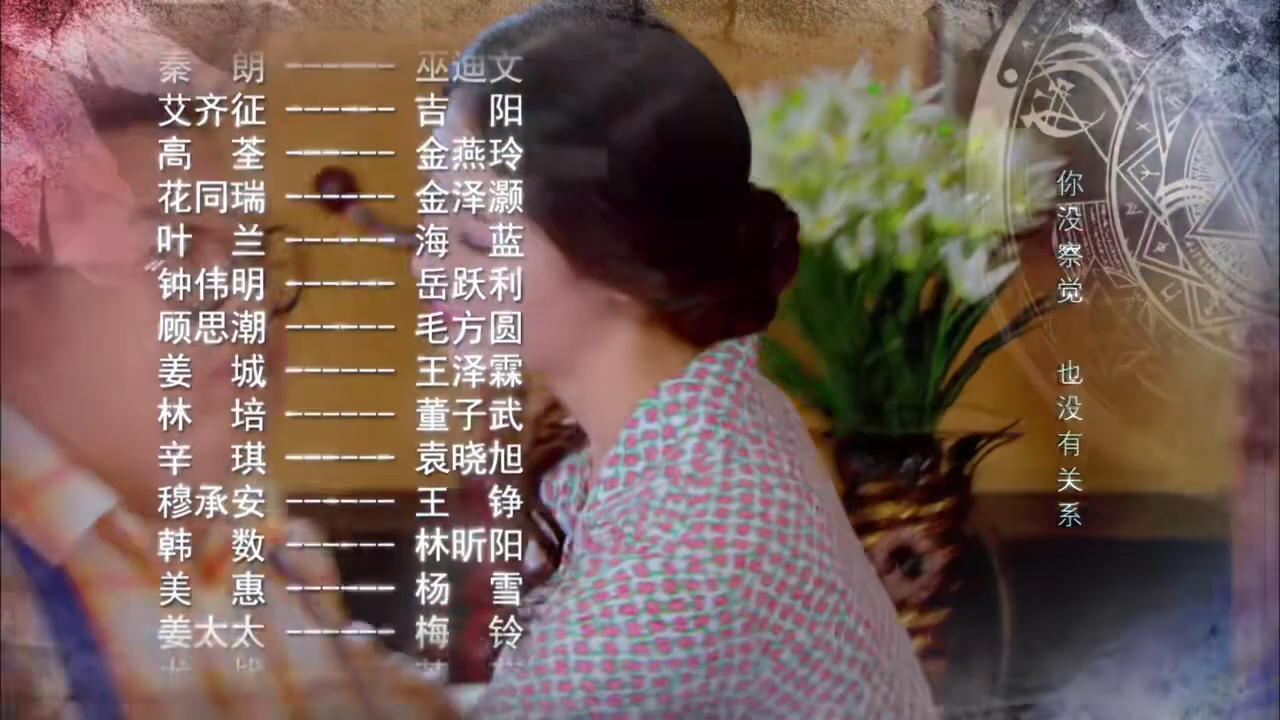 秦 朗 ------ 巫迪文
艾齐征 ------ 吉 阳
高 荃 ------ 金燕玲
花同瑞 ------ 金泽灏
叶 兰 ------ 海 蓝
钟伟明 ------ 岳跃利
顾思潮 ------ 毛方圆
姜 城 ------ 王泽霖
林 培 ------ 董子武
辛 琪 ------ 袁晓旭
穆承安 ------ 王 铮
韩 数 ------ 林昕阳
美 惠 ------ 杨 雪
姜太太 ------ 梅 铃
你没察觉 也没有关系